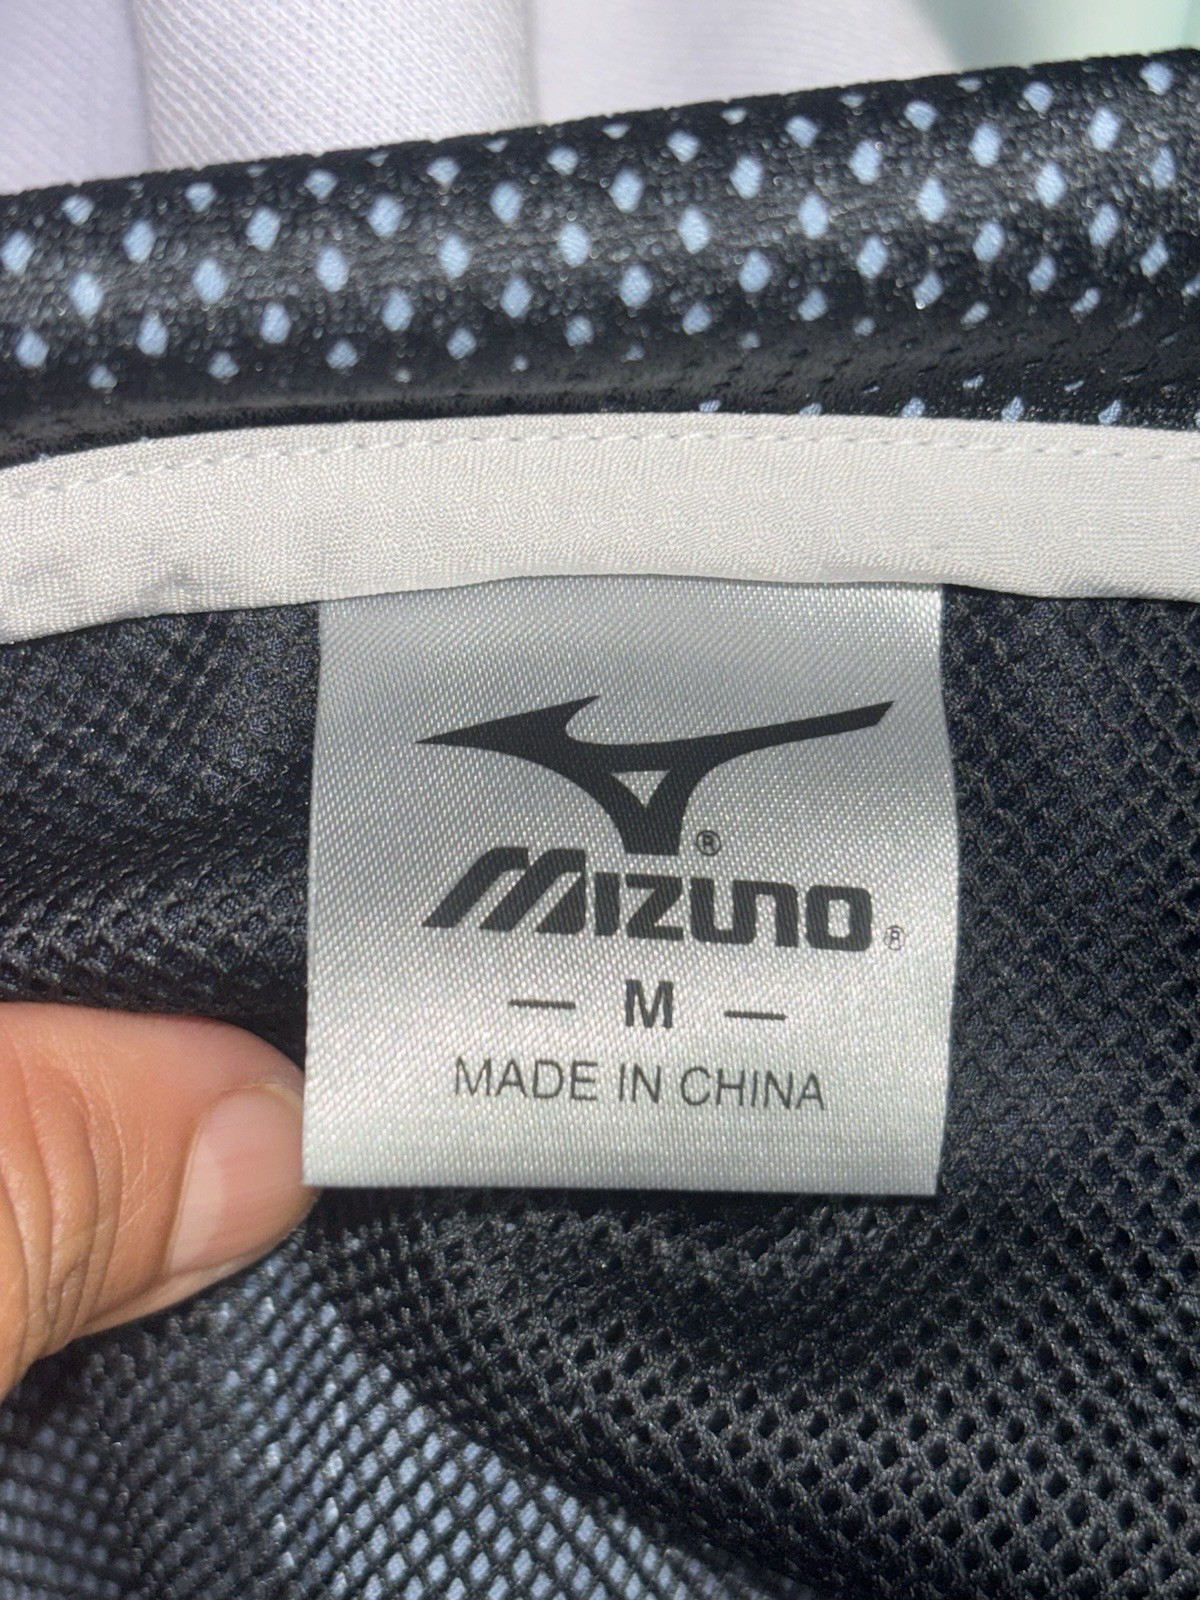 ®
MIZUNO®
— M —
MADE IN CHINA